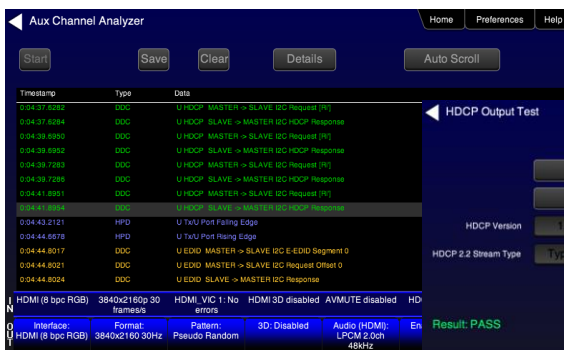 Aux Channel Analyzer
Home Preferences Help
Start Save Clear Details Auto Scroll
Timestamp Type Data
0:04:37.6282 DDC U HDCP MASTER -> SLAVE I2C Request [Ri']
0:04:37.6284 DDC U HDCP SLAVE -> MASTER I2C HDCP Response
0:04:39.6950 DDC U HDCP MASTER -> SLAVE I2C Request [Ri']
0:04:39.6952 DDC U HDCP SLAVE -> MASTER I2C HDCP Response
0:04:39.7283 DDC U HDCP MASTER -> SLAVE I2C Request [Ri']
0:04:39.7286 DDC U HDCP SLAVE -> MASTER I2C HDCP Response
0:04:41.8951 DDC U HDCP MASTER -> SLAVE I2C Request [Ri']
0:04:41.8954 DDC U HDCP SLAVE -> MASTER I2C HDCP Response
0:04:43.2121 HPD U Tx/U Port Falling Edge
0:04:44.6678 HPD U Tx/U Port Rising Edge
0:04:44.8017 DDC U EDID MASTER -> SLAVE I2C E-EDID Segment 0
0:04:44.8021 DDC U EDID MASTER -> SLAVE I2C Request Offset 0
0:04:44.8024 DDC U EDID SLAVE -> MASTER I2C Response
HDCP Output Test
HDCP Version 1
HDCP 2.2 Stream Type Typ
Result: PASS
IN
HDMI (8 bpc RGB) 3840x2160p 30 HDMI_VIC 1: No HDMI 3D disabled AVMUTE disabled HD
frames/s errors
OUT
Interface: Format: Pattern: 3D: Disabled Audio (HDMI): En
HDMI (8 bpc RGB) 3840x2160 30Hz Pseudo Random LPCM 2.0ch
48kHz